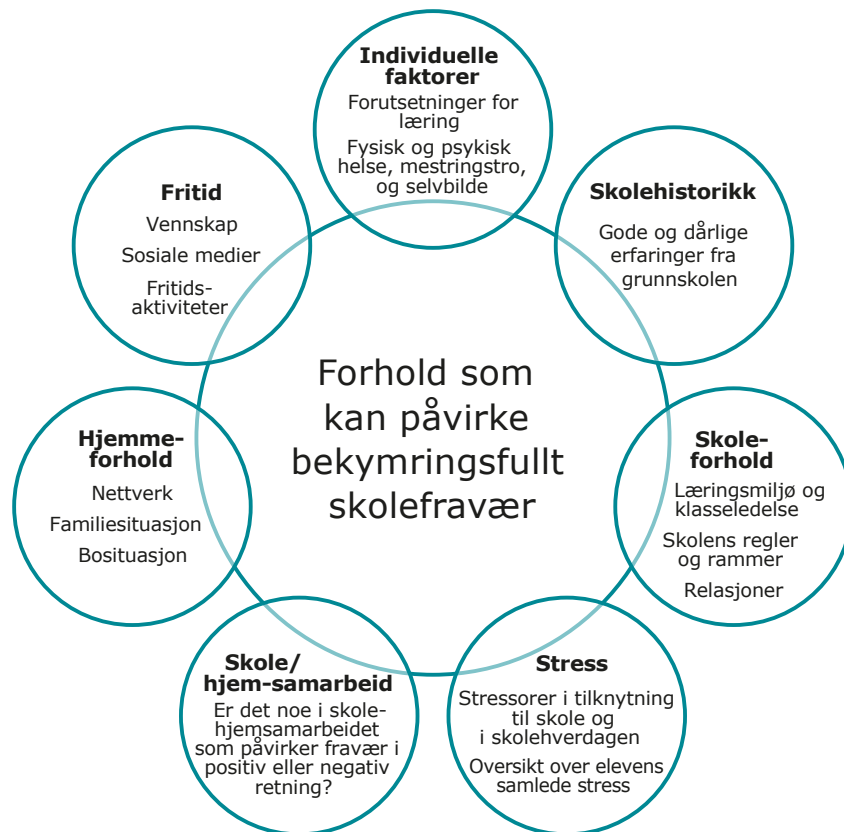 Individuelle
faktorer
Forutsetninger for
læring
Fysisk og psykisk
helse, mestringstro,
og selvbilde
Skolehistorikk
Gode og dårlige
erfaringer fra
grunnskolen
Skole-
forhold
Læringsmiljø og
klasseledelse
Skolens regler
og rammer
Relasjoner
Stress
Stressorer i tilknytning
til skole og
i skolehverdagen
Oversikt over elevens
samlede stress
Skole/
hjem-samarbeid
Er det noe i skole-
hjemsamarbeidet
som påvirker fravær i
positiv eller negativ
retning?
Hjemme-
forhold
Nettverk
Familiesituasjon
Bosituasjon
Fritid
Vennskap
Sosiale medier
Fritids-
aktiviteter
Forhold som
kan påvirke
bekymringsfullt
skolefravær